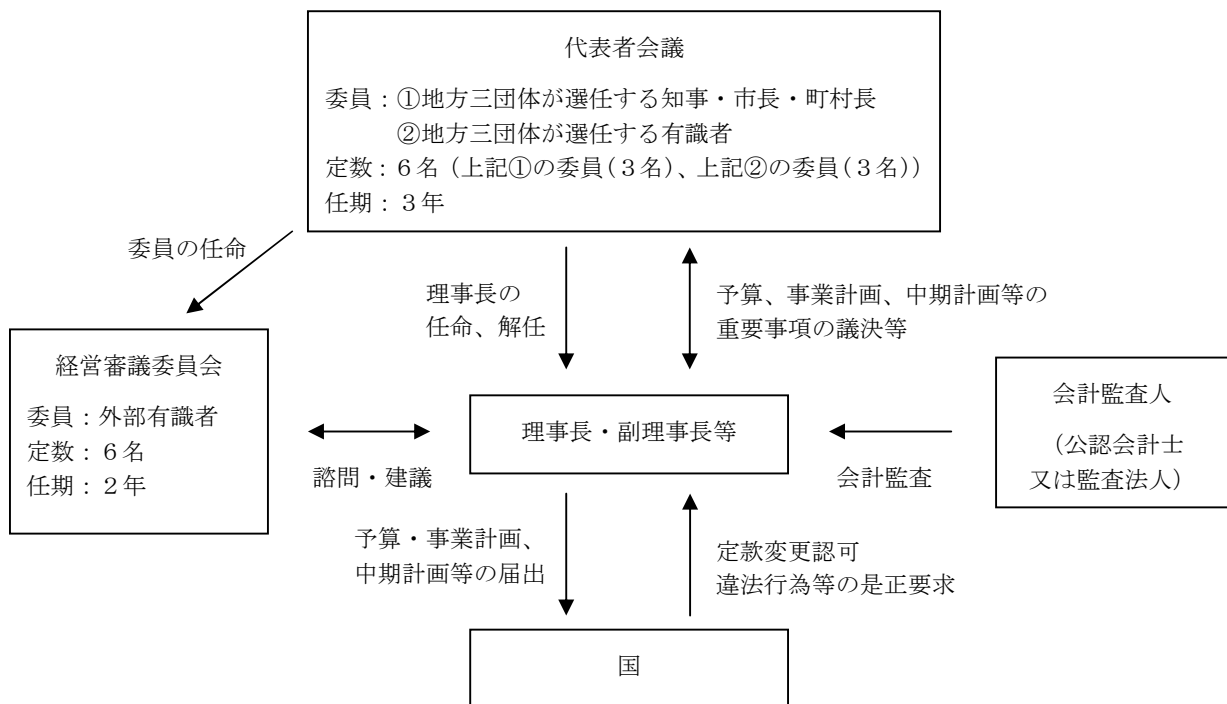 代表者会議
委員：①地方三団体が選任する知事・市長・町村長
②地方三団体が選任する有識者
定数：６名（上記①の委員（３名）、上記②の委員（３名））
任期：３年
委員の任命
理事長の
任命、解任
予算、事業計画、中期計画等の
重要事項の議決等
経営審議委員会
委員：外部有識者
定数：６名
任期：２年
諮問・建議
理事長・副理事長等
会計監査
会計監査人
（公認会計士
又は監査法人）
予算・事業計画、
中期計画等の届出
定款変更認可
違法行為等の是正要求
国